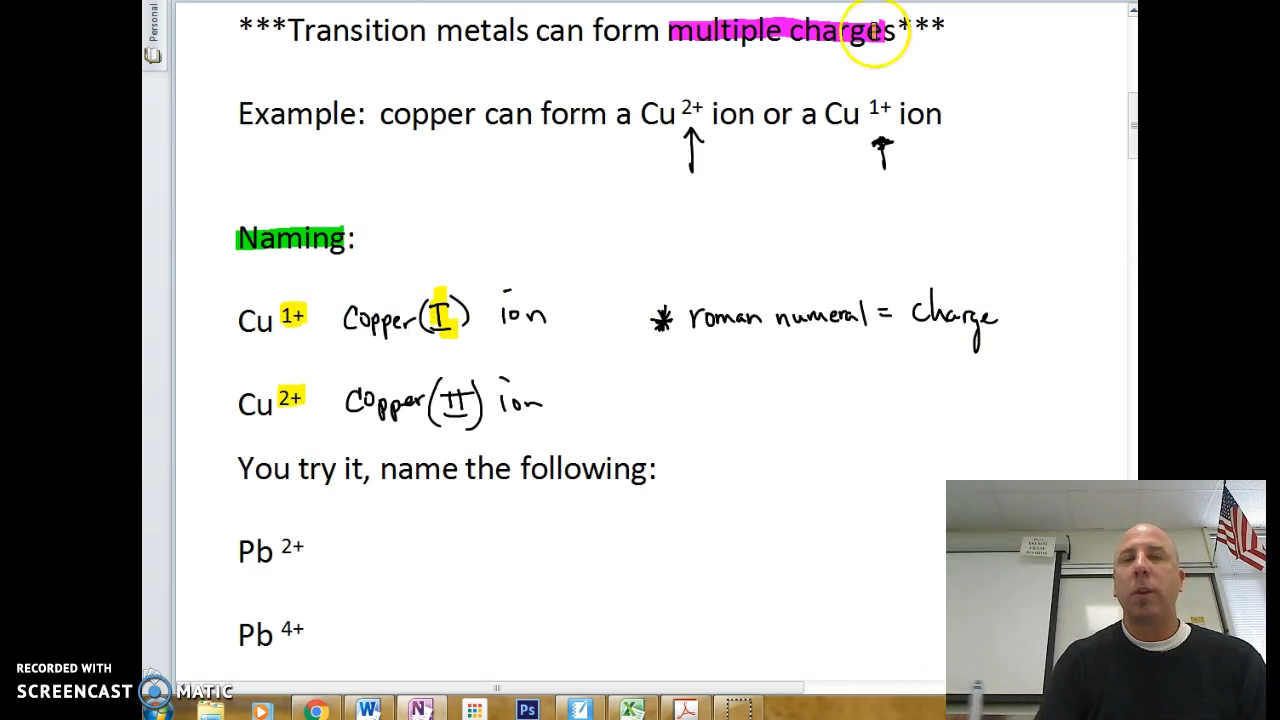 Personal
***Transition metals can form multiple charges***
Example: copper can form a Cu 2+ ion or a Cu 1+ ion
Naming:
Cu 1+ Copper (I) ion * roman numeral = charge
Cu 2+ Copper (II) ion
You try it, name the following:
Pb 2+
Pb 4+
RECORDED WITH
SCREENCAST MATIC
W N Ps X